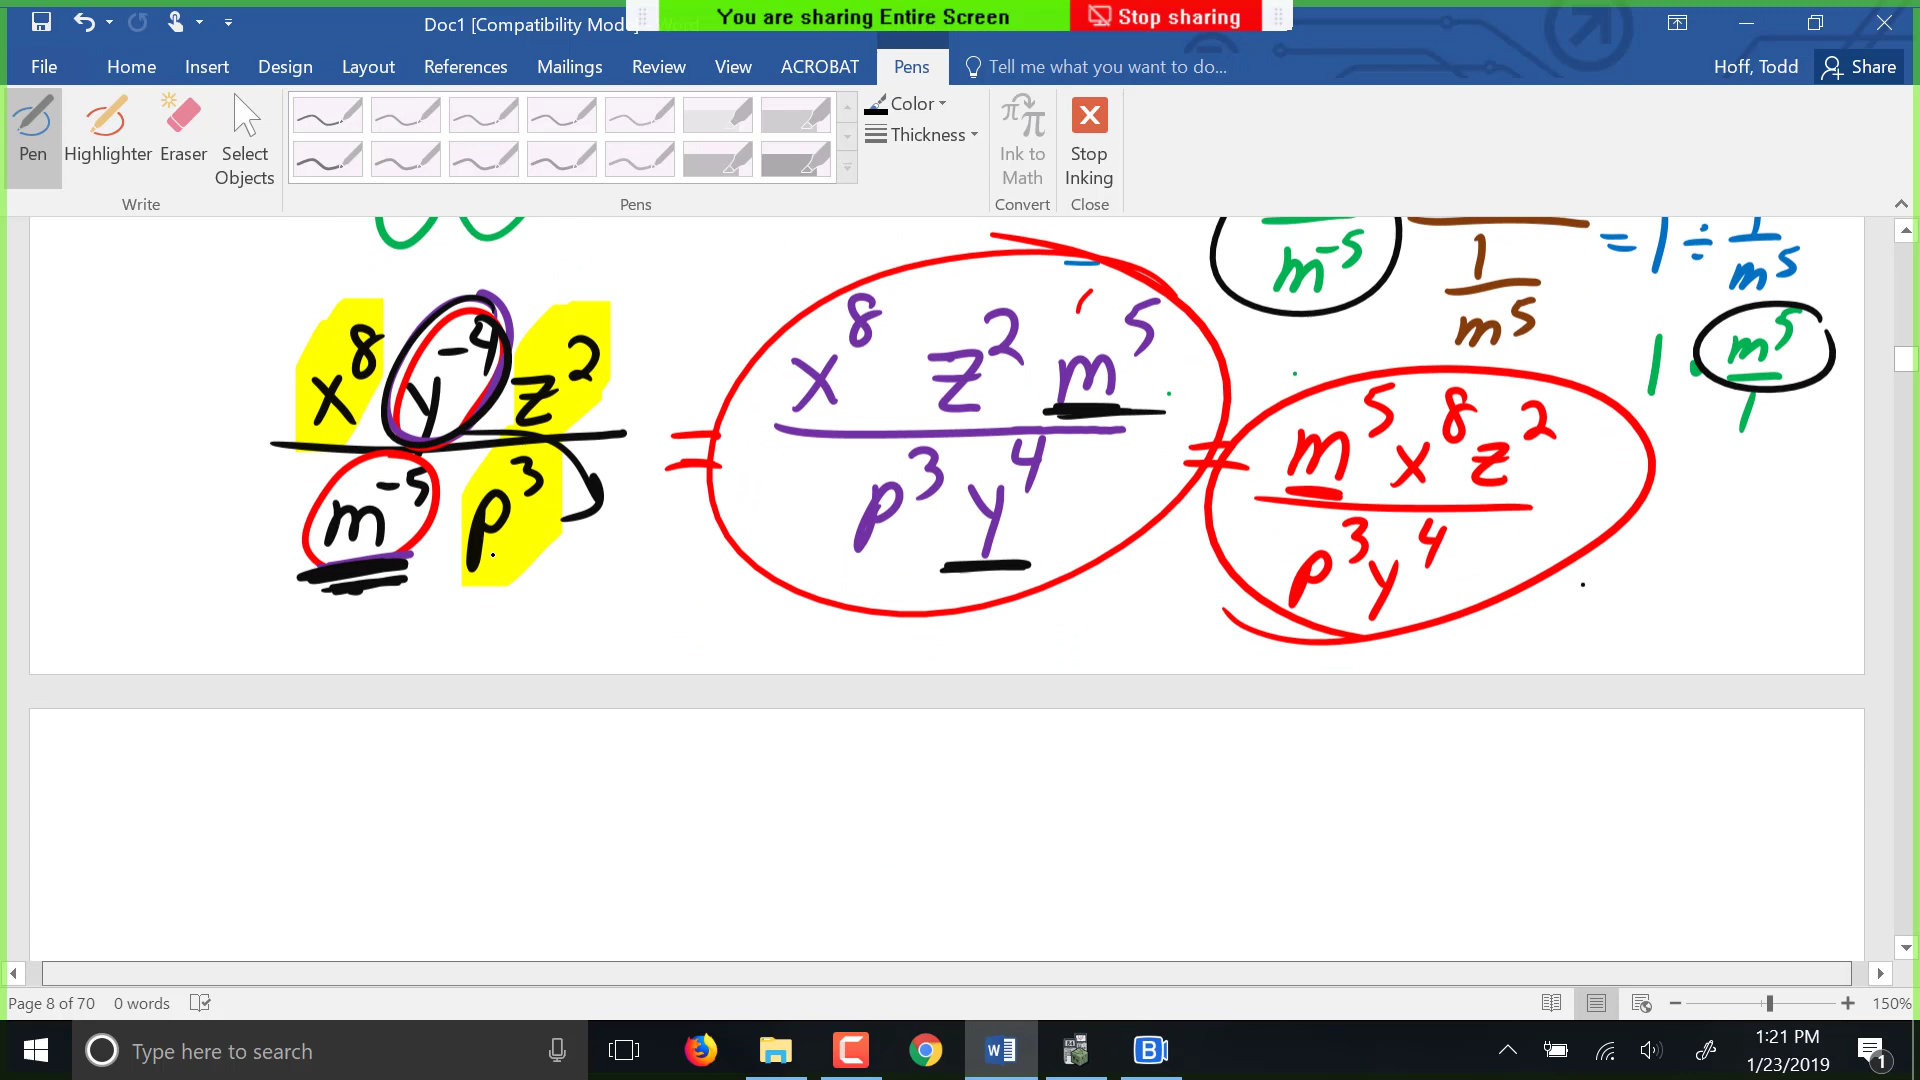 Doc1 [Compatibility Mod
You are sharing Entire Screen
Stop sharing
File Home Insert Design Layout References Mailings Review View ACROBAT Pens Tell me what you want to do... Hoff, Todd Share
Pen Highlighter Eraser Select Objects
Color
Thickness
Ink to Math
Stop Inking
Write Pens Convert Close
m⁻⁵
1
m⁵
= 1 ÷ 1/m⁵
1 · m⁵/1
x⁸ y⁻⁴ z²
m⁻⁵ p³
=
x⁸ z² m⁵
p³ y⁴
=
m⁵ x⁸ z²
p³ y⁴
Page 8 of 70 0 words 150%
Type here to search
1:21 PM
1/23/2019
1